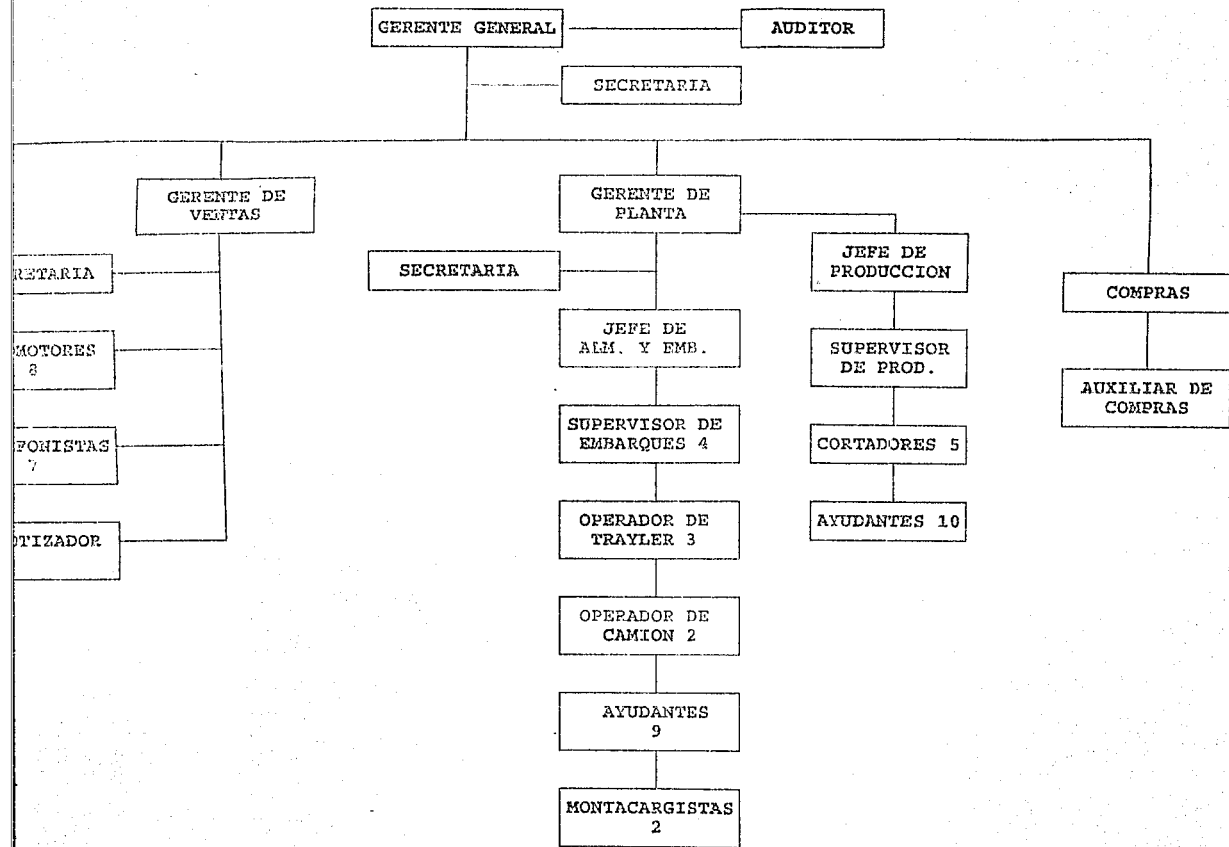 GERENTE GENERAL
AUDITOR
SECRETARIA
GERENTE DE
VENTAS
RETARIA
MOTORES
8
FONISTAS
7
TIZADOR
GERENTE DE
PLANTA
SECRETARIA
JEFE DE
ALM. Y EMB.
SUPERVISOR DE
EMBARQUES 4
OPERADOR DE
TRAYLER 3
OPERADOR DE
CAMION 2
AYUDANTES
9
MONTACARGISTAS
2
JEFE DE
PRODUCCION
SUPERVISOR
DE PROD.
CORTADORES 5
AYUDANTES 10
COMPRAS
AUXILIAR DE
COMPRAS